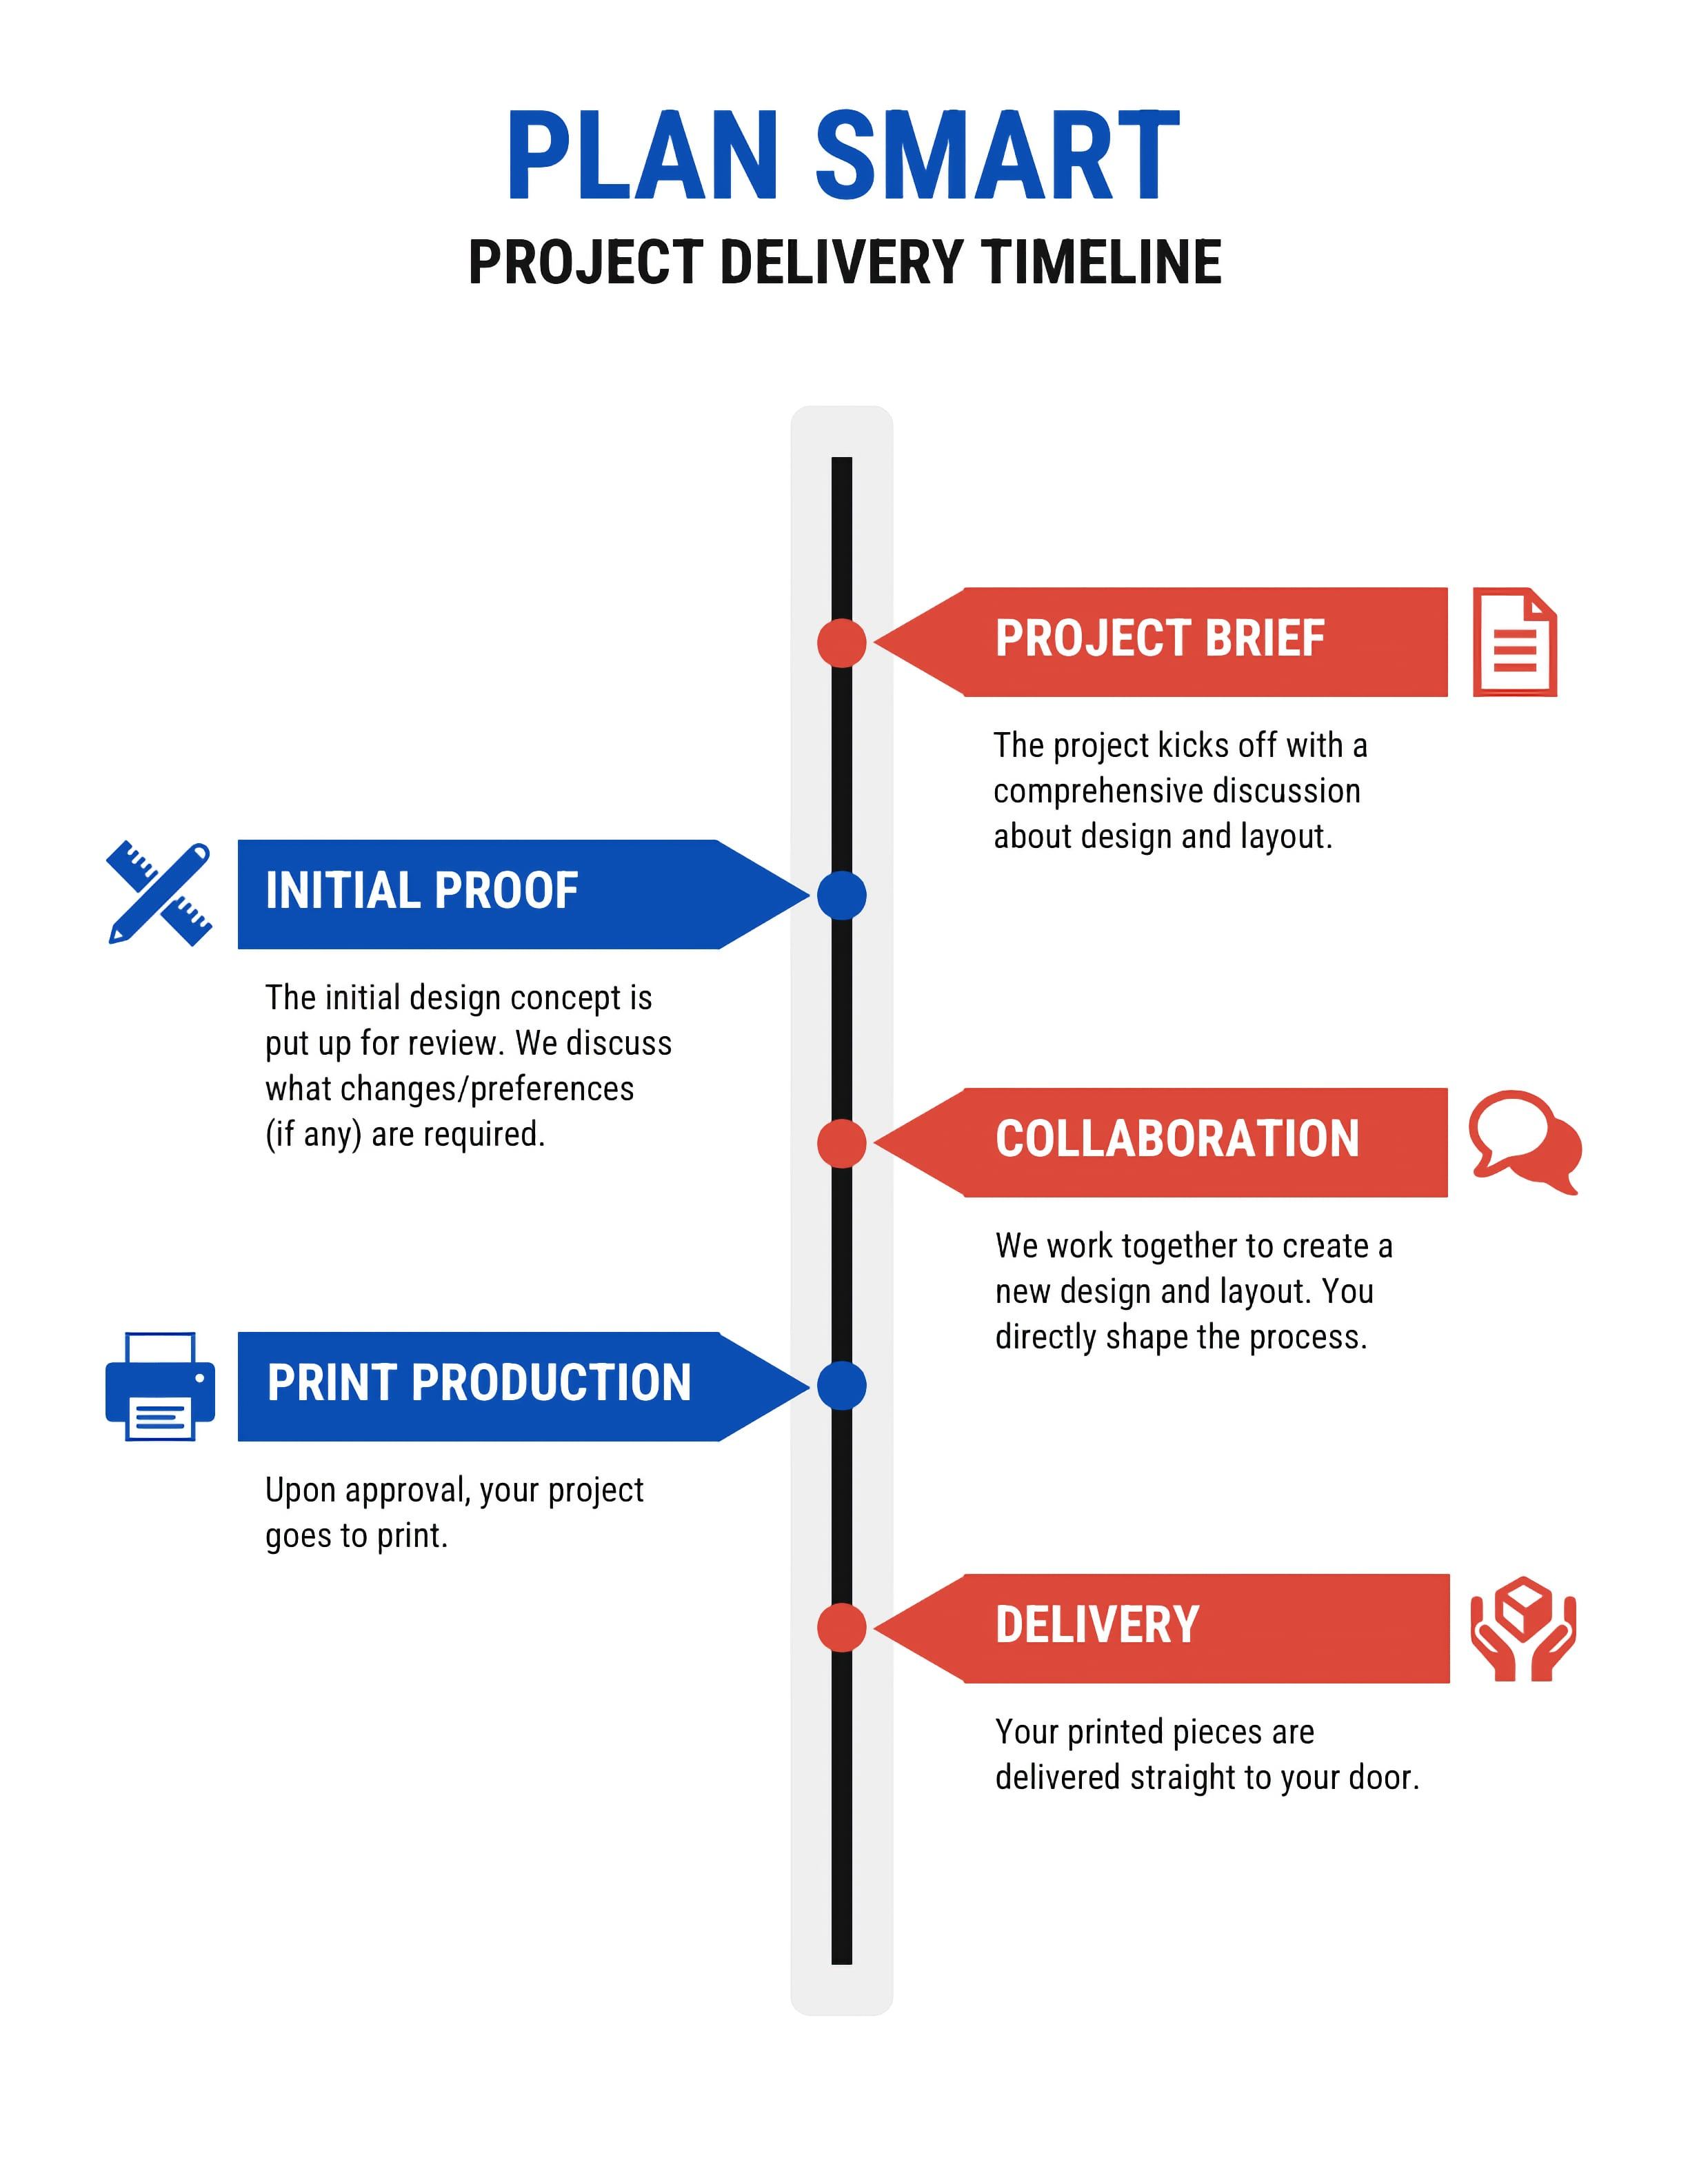 PLAN SMART
PROJECT DELIVERY TIMELINE
PROJECT BRIEF
The project kicks off with a
comprehensive discussion
about design and layout.
INITIAL PROOF
The initial design concept is
put up for review. We discuss
what changes/preferences
(if any) are required.
COLLABORATION
We work together to create a
new design and layout. You
directly shape the process.
PRINT PRODUCTION
Upon approval, your project
goes to print.
DELIVERY
Your printed pieces are
delivered straight to your door.